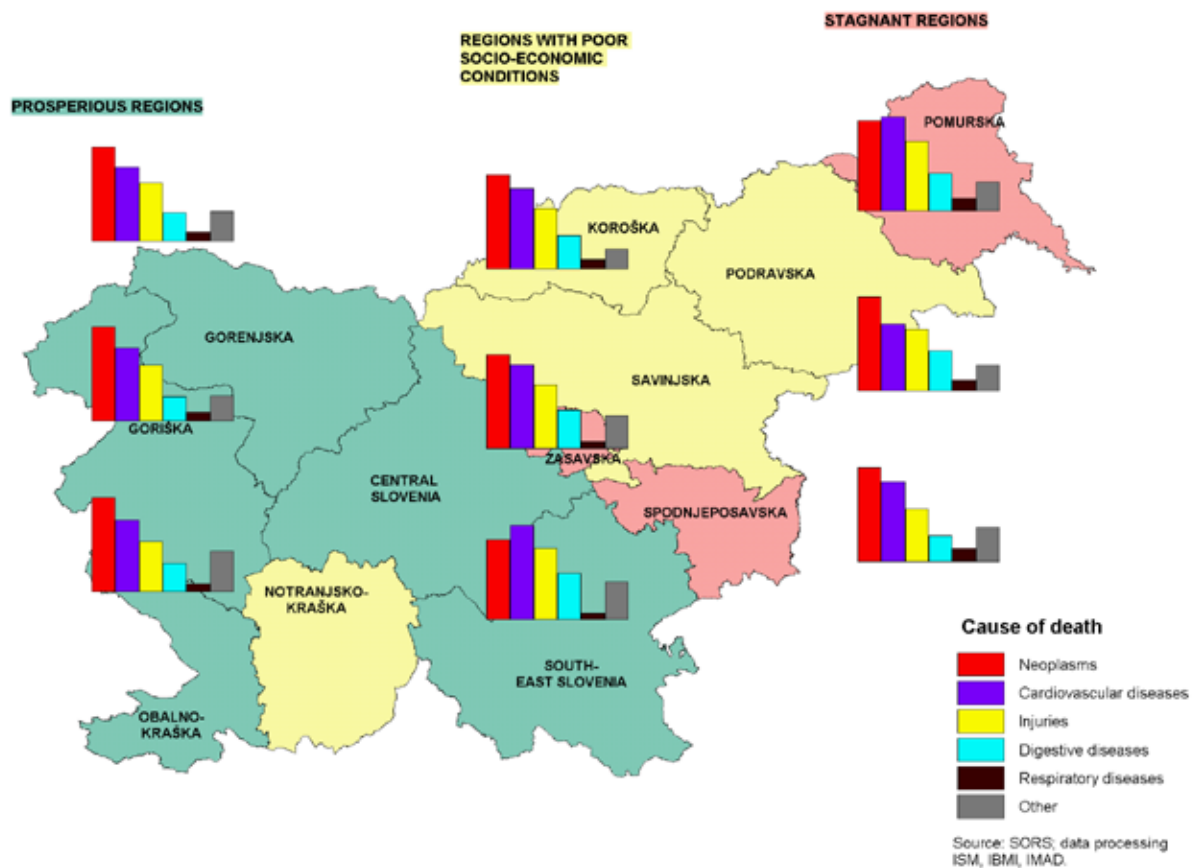 STAGNANT REGIONS
REGIONS WITH POOR
SOCIO-ECONOMIC
CONDITIONS
PROSPERIOUS REGIONS
POMURSKA
KOROŠKA
PODRAVSKA
GORENJSKA
SAVINJSKA
GORIŠKA
ZASAVSKA
CENTRAL
SLOVENIA
SPODNJEPOSAVSKA
NOTRANJSKO-
KRAŠKA
SOUTH-
EAST SLOVENIA
OBALNO-
KRAŠKA
Cause of death
Neoplasms
Cardiovascular diseases
Injuries
Digestive diseases
Respiratory diseases
Other
Source: SORS; data processing
ISM, IBMI, IMAD.